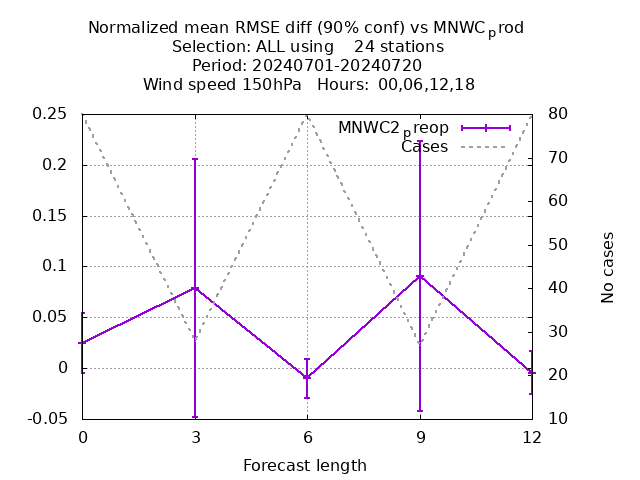 Normalized mean RMSE diff (90% conf) vs MNWCprod
Selection: ALL using    24 stations
Period: 20240701-20240720
Wind speed 150hPa   Hours: 00,06,12,18
0.25
0.2
0.15
0.1
0.05
0
-0.05
MNWC2preop
Cases
80
70
60
50
40
30
20
10
No cases
0 3 6 9 12
Forecast length